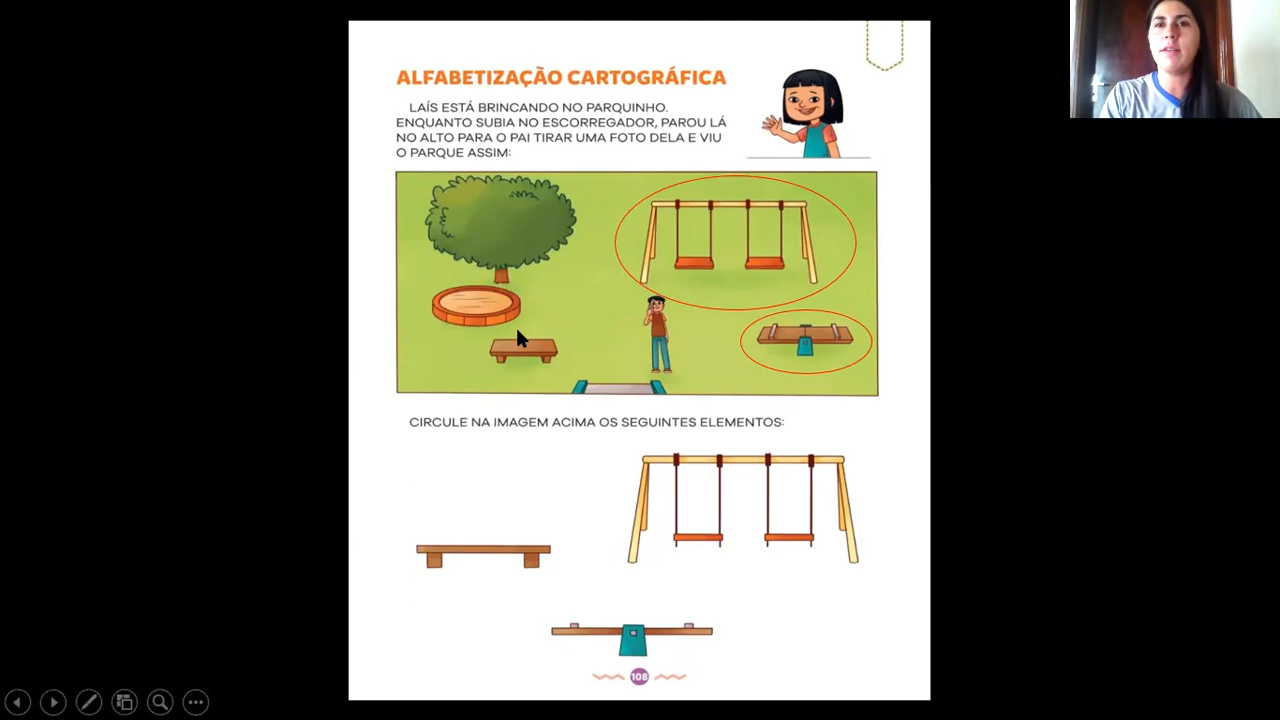 ALFABETIZAÇÃO CARTOGRÁFICA
LAÍS ESTÁ BRINCANDO NO PARQUINHO.
ENQUANTO SUBIA NO ESCORREGADOR, PAROU LÁ
NO ALTO PARA O PAI TIRAR UMA FOTO DELA E VIU
O PARQUE ASSIM:
CIRCULE NA IMAGEM ACIMA OS SEGUINTES ELEMENTOS:
108